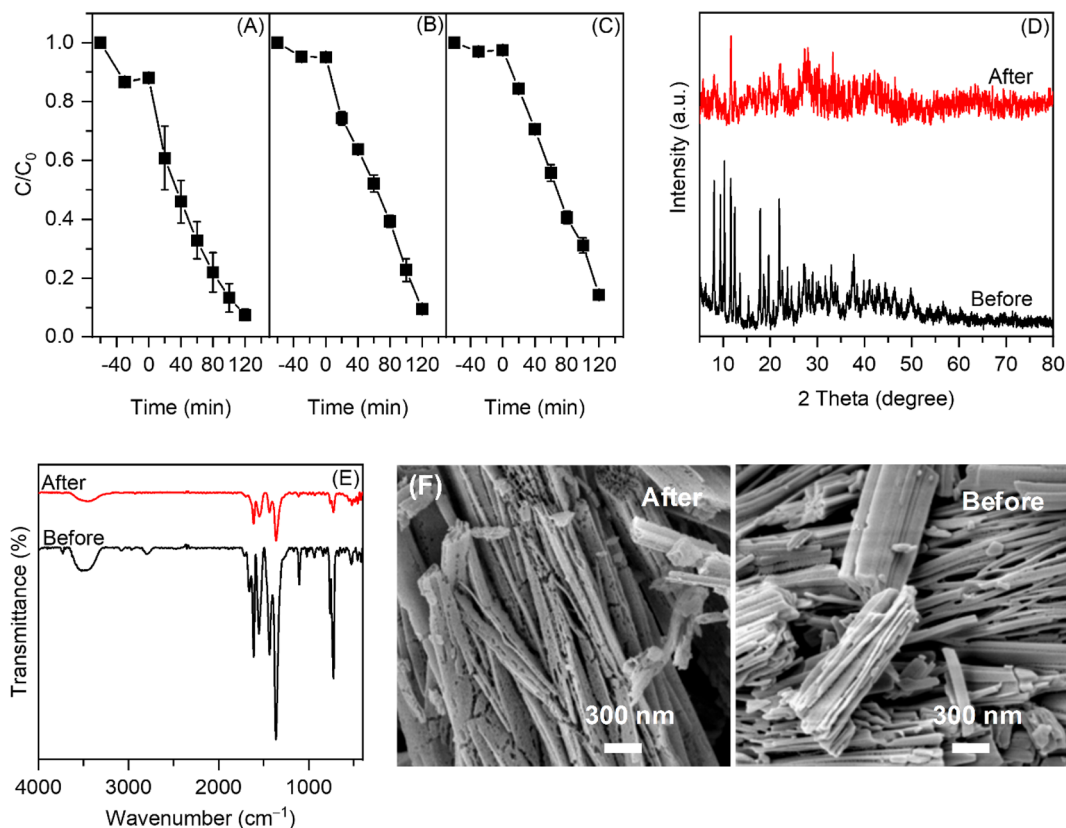 (A)
(B)
(C)
1.0
0.8
0.6
0.4
0.2
0.0
C/C₀
-40 0 40 80 120
-40 0 40 80 120
-40 0 40 80 120
Time (min)
Time (min)
Time (min)
(D)
After
Before
Intensity (a.u.)
10 20 30 40 50 60 70 80
2 Theta (degree)
(E)
After
Before
Transmittance (%)
4000 3000 2000 1000
Wavenumber (cm⁻¹)
(F)
After
300 nm
Before
300 nm